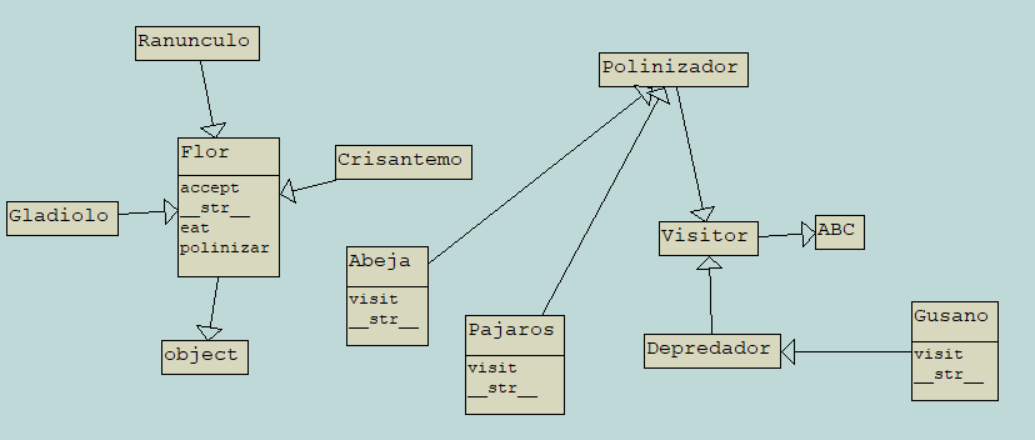 Ranunculo
Polinizador
Flor
accept
__str__
eat
polinizar
Crisantemo
Gladiolo
object
Abeja
visit
__str__
Pajaros
visit
__str__
Visitor
ABC
Depredador
Gusano
visit
__str__